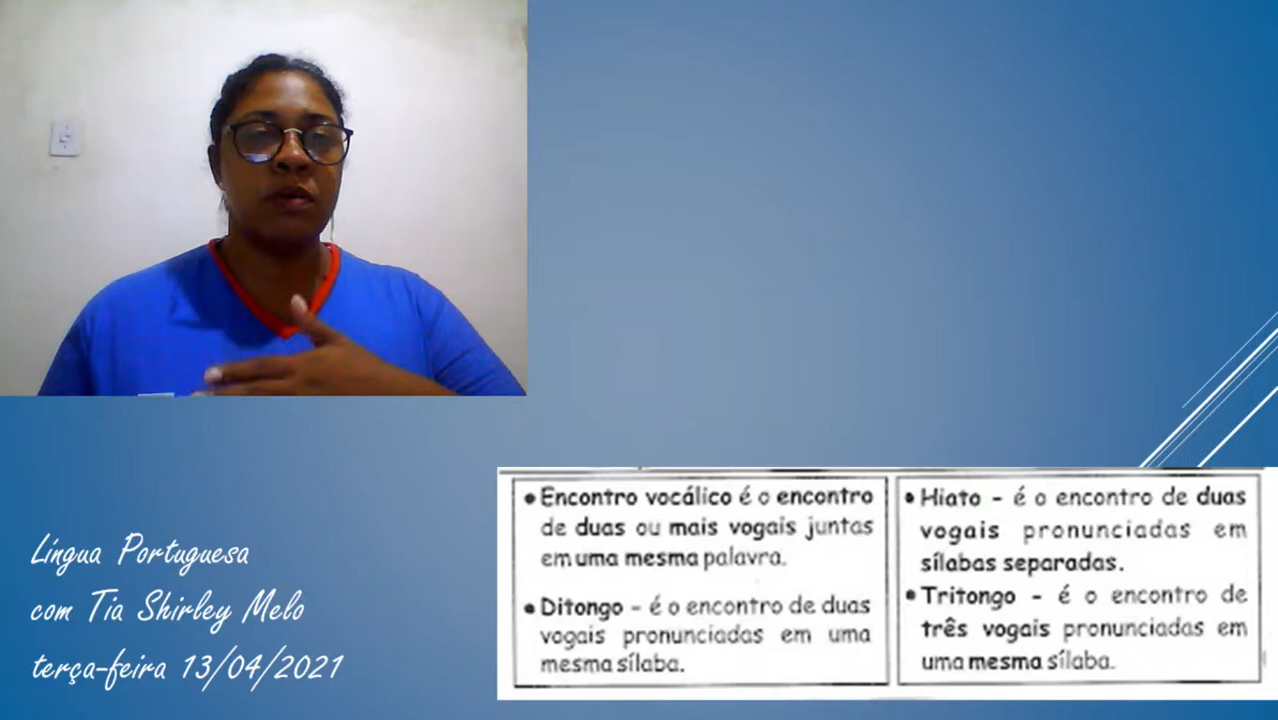 Língua Portuguesa
com Tia Shirley Melo
terça-feira 13/04/2021
• Encontro vocálico é o encontro
de duas ou mais vogais juntas
em uma mesma palavra.
• Ditongo - é o encontro de duas
vogais pronunciadas em uma
mesma sílaba.
• Hiato - é o encontro de duas
vogais pronunciadas em
sílabas separadas.
• Tritongo - é o encontro de
três vogais pronunciadas em
uma mesma sílaba.